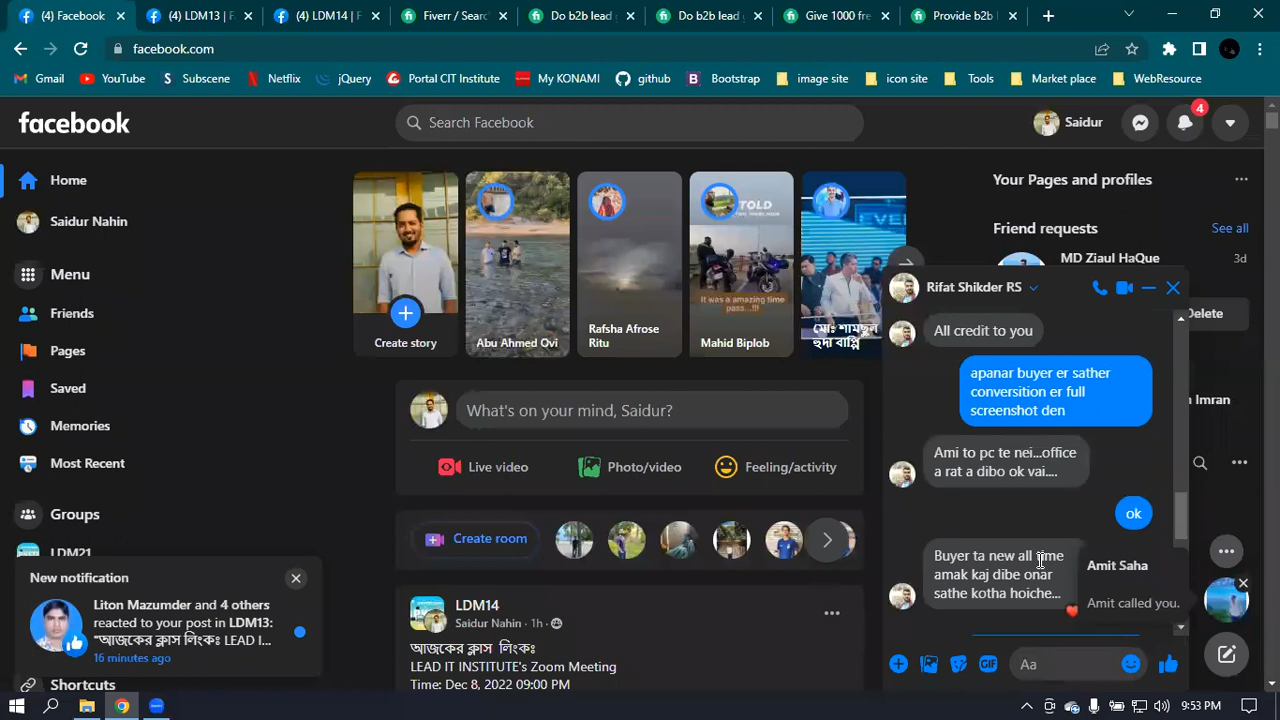 (4) Facebook
(4) LDM13 | F
(4) LDM14 | F
Fiverr / Sear
Do b2b lead
Do b2b lead g
Give 1000 fre
Provide b2b l
facebook.com
Gmail
YouTube
Subscene
Netflix
jQuery
Portal CIT Institute
My KONAMI
github
Bootstrap
image site
icon site
Tools
Market place
WebResource
facebook
Search Facebook
Saidur
4
Home
Saidur Nahin
Menu
Friends
Pages
Saved
Memories
Most Recent
Groups
LDM21
Shortcuts
New notification
Liton Mazumder and 4 others
reacted to your post in LDM13:
"আজকের ক্লাস লিংকঃ LEAD I...
16 minutes ago
Create story
Abu Ahmed Ovi
Rafsha Afrose
Ritu
TOLD
It was a amazing time
pass...!!!
Mahid Biplob
EVE
মোঃ শামছুল
হুদা বাপ্পি
What's on your mind, Saidur?
Live video
Photo/video
Feeling/activity
Create room
LDM14
Saidur Nahin · 1h ·
আজকের ক্লাস লিংকঃ
LEAD IT INSTITUTE's Zoom Meeting
Time: Dec 8, 2022 09:00 PM
Your Pages and profiles
Friend requests
See all
MD Ziaul HaQue
3d
Delete
Imran
Rifat Shikder RS
All credit to you
apanar buyer er sather
conversition er full
screenshot den
Ami to pc te nei...office
a rat a dibo ok vai....
ok
Buyer ta new all time
amak kaj dibe onar
sathe kotha hoiche...
Amit Saha
Amit called you.
Aa
GIF
9:53 PM